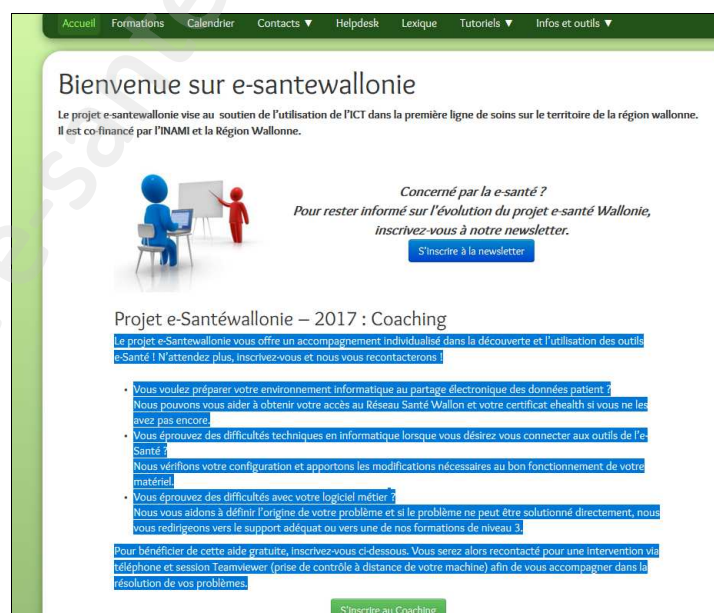 Accueil Formations Calendrier Contacts ▼ Helpdesk Lexique Tutoriels ▼ Infos et outils ▼
Bienvenue sur e-santewallonie
Le projet e-santewallonie vise au soutien de l'utilisation de l'ICT dans la première ligne de soins sur le territoire de la région wallonne.
Il est co-financé par l'INAMI et la Région Wallonne.
Concerné par la e-santé ?
Pour rester informé sur l'évolution du projet e-santé Wallonie,
inscrivez-vous à notre newsletter.
S'inscrire à la newsletter
Projet e-Santéwallonie – 2017 : Coaching
Le projet e-Santewallonie vous offre un accompagnement individualisé dans la découverte et l'utilisation des outils
e-Santé ! N'attendez plus, inscrivez-vous et nous vous recontacterons !
• Vous voulez préparer votre environnement informatique au partage électronique des données patient ?
Nous pouvons vous aider à obtenir votre accès au Réseau Santé Wallon et votre certificat ehealth si vous ne les
avez pas encore.
• Vous éprouvez des difficultés techniques en informatique lorsque vous désirez vous connecter aux outils de l'e-
Santé ?
Nous vérifions votre configuration et apportons les modifications nécessaires au bon fonctionnement de votre
matériel.
• Vous éprouvez des difficultés avec votre logiciel métier ?
Nous vous aidons à définir l'origine de votre problème et si le problème ne peut être solutionné directement, nous
vous redirigeons vers le support adéquat ou vers une de nos formations de niveau 3.
Pour bénéficier de cette aide gratuite, inscrivez-vous ci-dessous. Vous serez alors recontacté pour une intervention via
téléphone et session Teamviewer (prise de contrôle à distance de votre machine) afin de vous accompagner dans la
résolution de vos problèmes.
S'inscrire au Coaching
e-sante